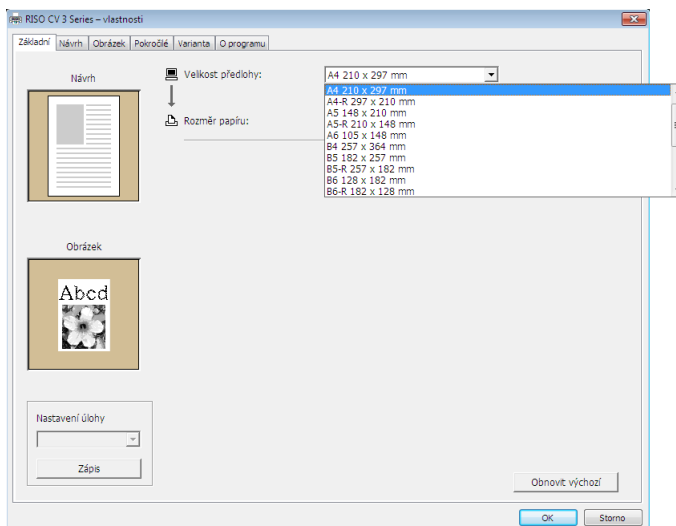 RISO CV 3 Series – vlastnosti
Základní Návrh Obrázek Pokročilé Varianta O programu
Návrh
Velikost předlohy: A4 210 x 297 mm
A4 210 x 297 mm
A4-R 297 x 210 mm
A5 148 x 210 mm
A5-R 210 x 148 mm
A6 105 x 148 mm
B4 257 x 364 mm
B5 182 x 257 mm
B5-R 257 x 182 mm
B6 128 x 182 mm
B6-R 182 x 128 mm
Rozměr papíru:
Obrázek
Abcd
Nastavení úlohy
Zápis
Obnovit výchozí
OK Storno